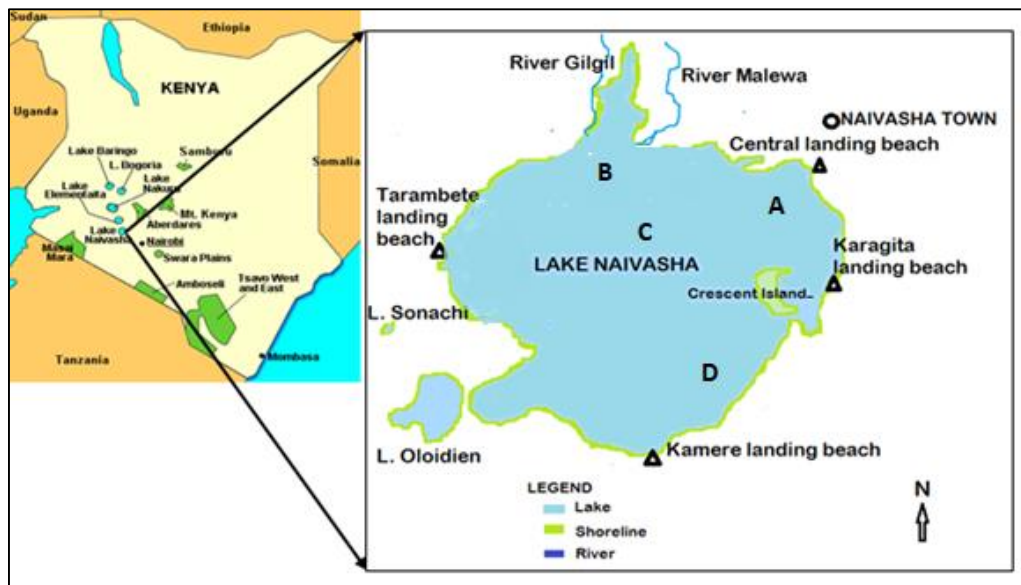 Sudan
Ethiopia
KENYA
Uganda
Somalia
Lake Baringo
L. Bogoria
Samburu
Lake
Nakuru
Lake
Elementaita
Mt. Kenya
Aberdares
Lake
Naivasha
Nairobi
Masai
Mara
Swara Plains
Tsavo West
and East
Amboseli
Tanzania
Mombasa
River Gilgil
River Malewa
NAIVASHA TOWN
Central landing beach
B
A
Tarambete
landing
beach
C
Karagita
landing beach
LAKE NAIVASHA
Crescent Island
L. Sonachi
D
L. Oloidien
Kamere landing beach
LEGEND
Lake
Shoreline
River
N